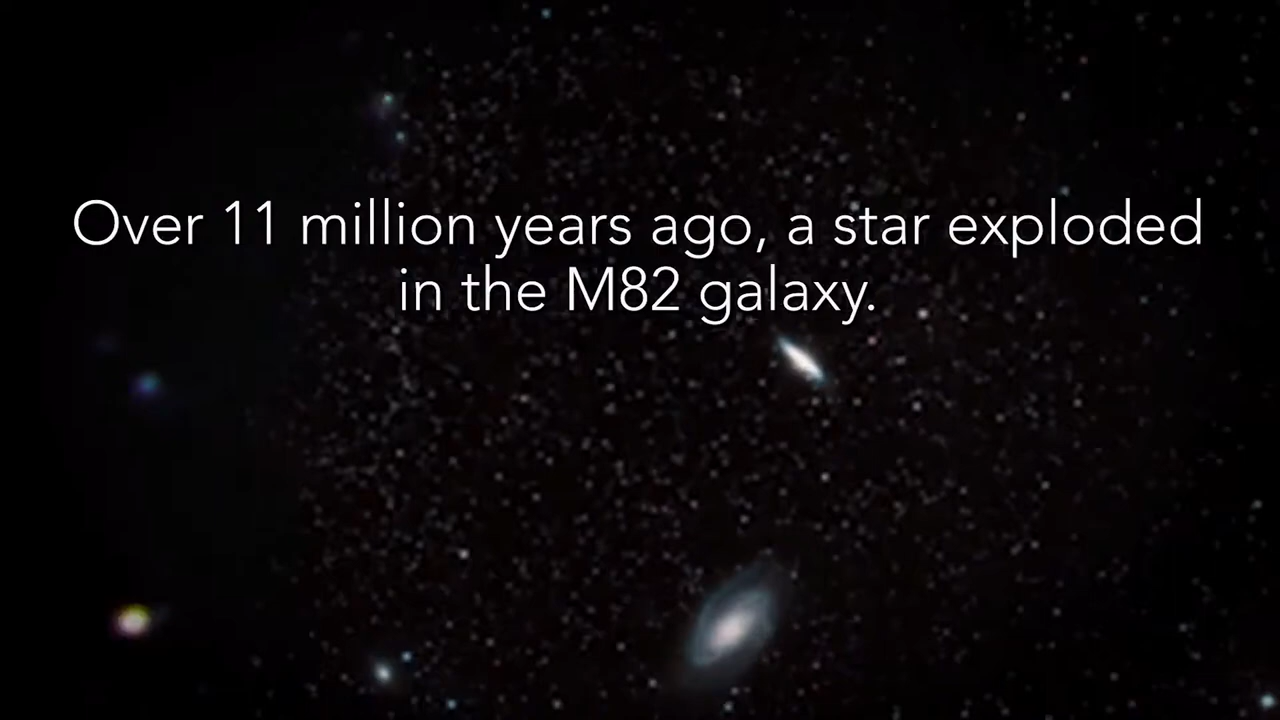 Over 11 million years ago, a star exploded
in the M82 galaxy.